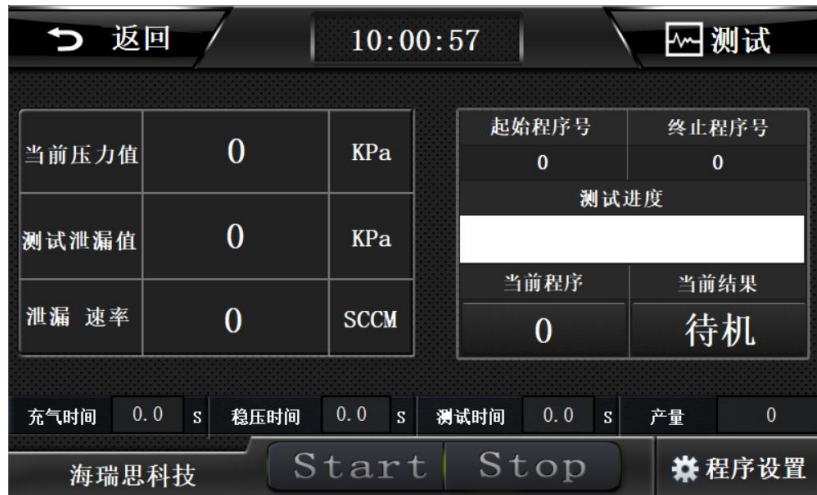 返回 10:00:57 测试
当前压力值 0 KPa
测试泄漏值 0 KPa
泄漏 速率 0 SCCM
起始程序号 终止程序号
0 0
测试进度
当前程序 当前结果
0 待机
充气时间 0.0 s 稳压时间 0.0 s 测试时间 0.0 s 产量 0
海瑞思科技 Start Stop 程序设置